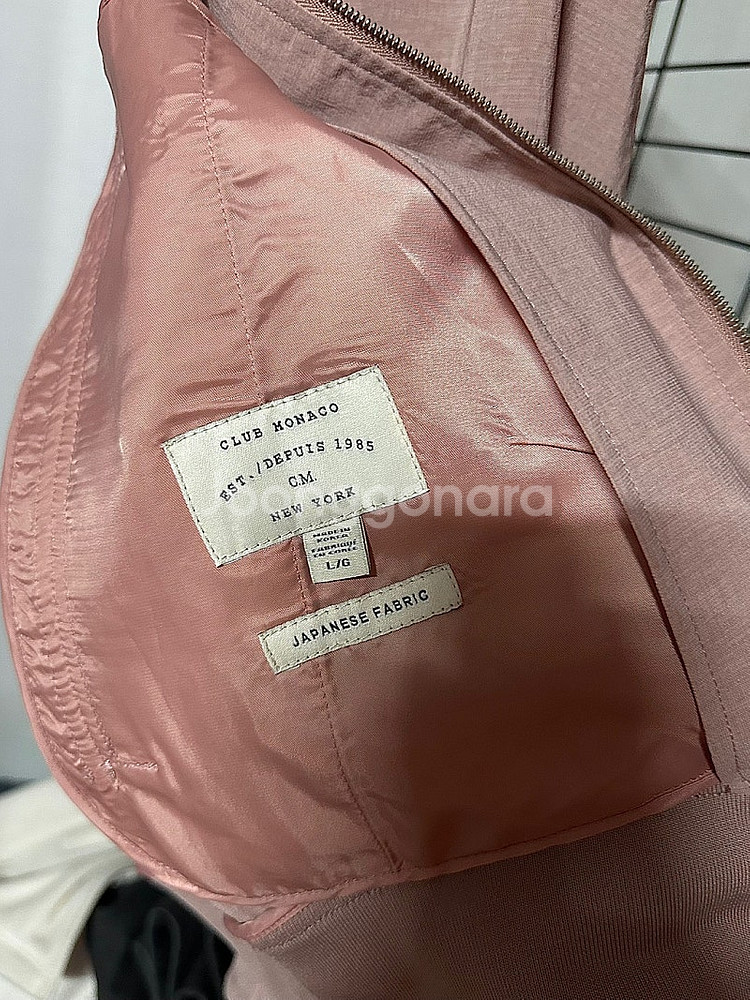 CLUB MONACO
EST./DEPUIS 1985
C.M.
NEW YORK
MADE IN
KOREA
FABRIQUÉ
EN CORÉE
L/G
JAPANESE FABRIC